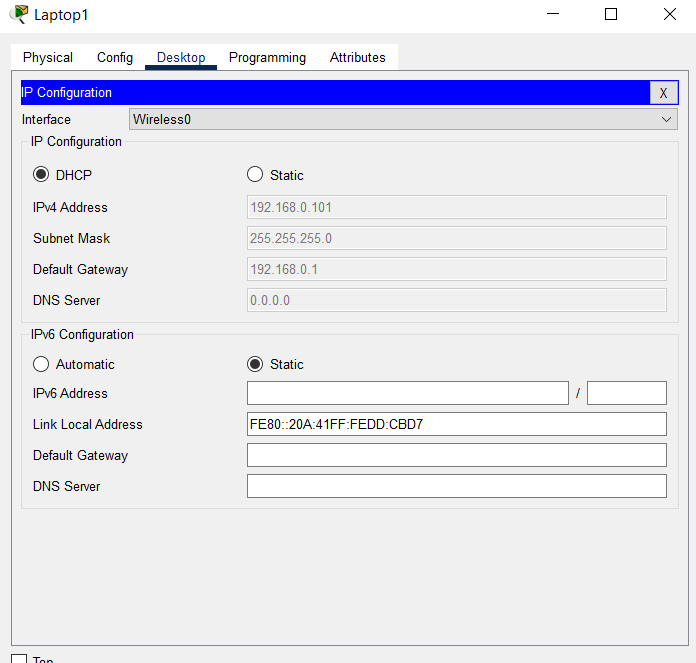 Laptop1
Physical Config Desktop Programming Attributes
IP Configuration X
Interface Wireless0
IP Configuration
DHCP Static
IPv4 Address 192.168.0.101
Subnet Mask 255.255.255.0
Default Gateway 192.168.0.1
DNS Server 0.0.0.0
IPv6 Configuration
Automatic Static
IPv6 Address /
Link Local Address FE80::20A:41FF:FEDD:CBD7
Default Gateway
DNS Server
Top